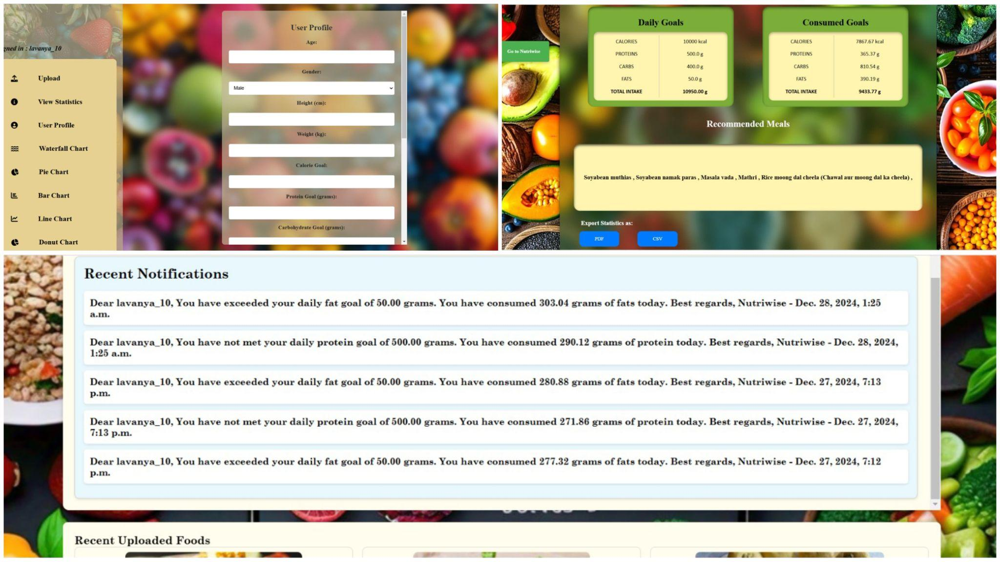 gned in : lavanya_10
Upload
View Statistics
User Profile
Waterfall Chart
Pie Chart
Bar Chart
Line Chart
Donut Chart
User Profile
Age:
Gender:
Male
Height (cm):
Weight (kg):
Calorie Goal:
Protein Goal (grams):
Carbohydrate Goal (grams):
Go to Nutriwise
Daily Goals
CALORIES 10000 kcal
PROTEINS 500.0 g
CARBS 400.0 g
FATS 50.0 g
TOTAL INTAKE 10950.00 g
Consumed Goals
CALORIES 7867.67 kcal
PROTEINS 365.37 g
CARBS 810.54 g
FATS 390.19 g
TOTAL INTAKE 9433.77 g
Recommended Meals
Soyabean muthias , Soyabean namak paras , Masala vada , Mathri , Rice moong dal cheela (Chawal aur moong dal ka cheela) ,
Export Statistics as:
PDF CSV
Recent Notifications
Dear lavanya_10, You have exceeded your daily fat goal of 50.00 grams. You have consumed 303.04 grams of fats today. Best regards, Nutriwise - Dec. 28, 2024, 1:25
a.m.
Dear lavanya_10, You have not met your daily protein goal of 500.00 grams. You have consumed 290.12 grams of protein today. Best regards, Nutriwise - Dec. 28, 2024,
1:25 a.m.
Dear lavanya_10, You have exceeded your daily fat goal of 50.00 grams. You have consumed 280.88 grams of fats today. Best regards, Nutriwise - Dec. 27, 2024, 7:13
p.m.
Dear lavanya_10, You have not met your daily protein goal of 500.00 grams. You have consumed 271.86 grams of protein today. Best regards, Nutriwise - Dec. 27, 2024,
7:13 p.m.
Dear lavanya_10, You have exceeded your daily fat goal of 50.00 grams. You have consumed 277.32 grams of fats today. Best regards, Nutriwise - Dec. 27, 2024, 7:12
p.m.
Recent Uploaded Foods